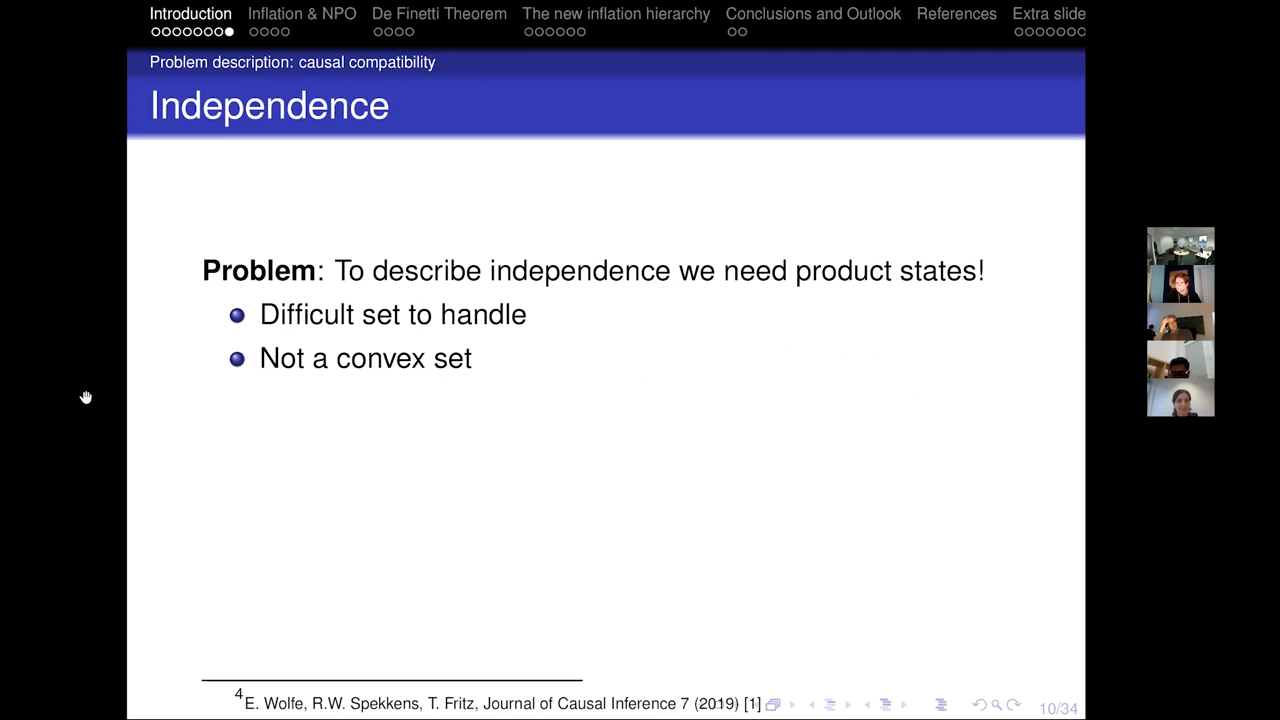 Introduction Inflation & NPO De Finetti Theorem The new inflation hierarchy Conclusions and Outlook References Extra slide
Problem description: causal compatibility
Independence
Problem: To describe independence we need product states!
Difficult set to handle
Not a convex set
4 E. Wolfe, R.W. Spekkens, T. Fritz, Journal of Causal Inference 7 (2019) [1]
10/34